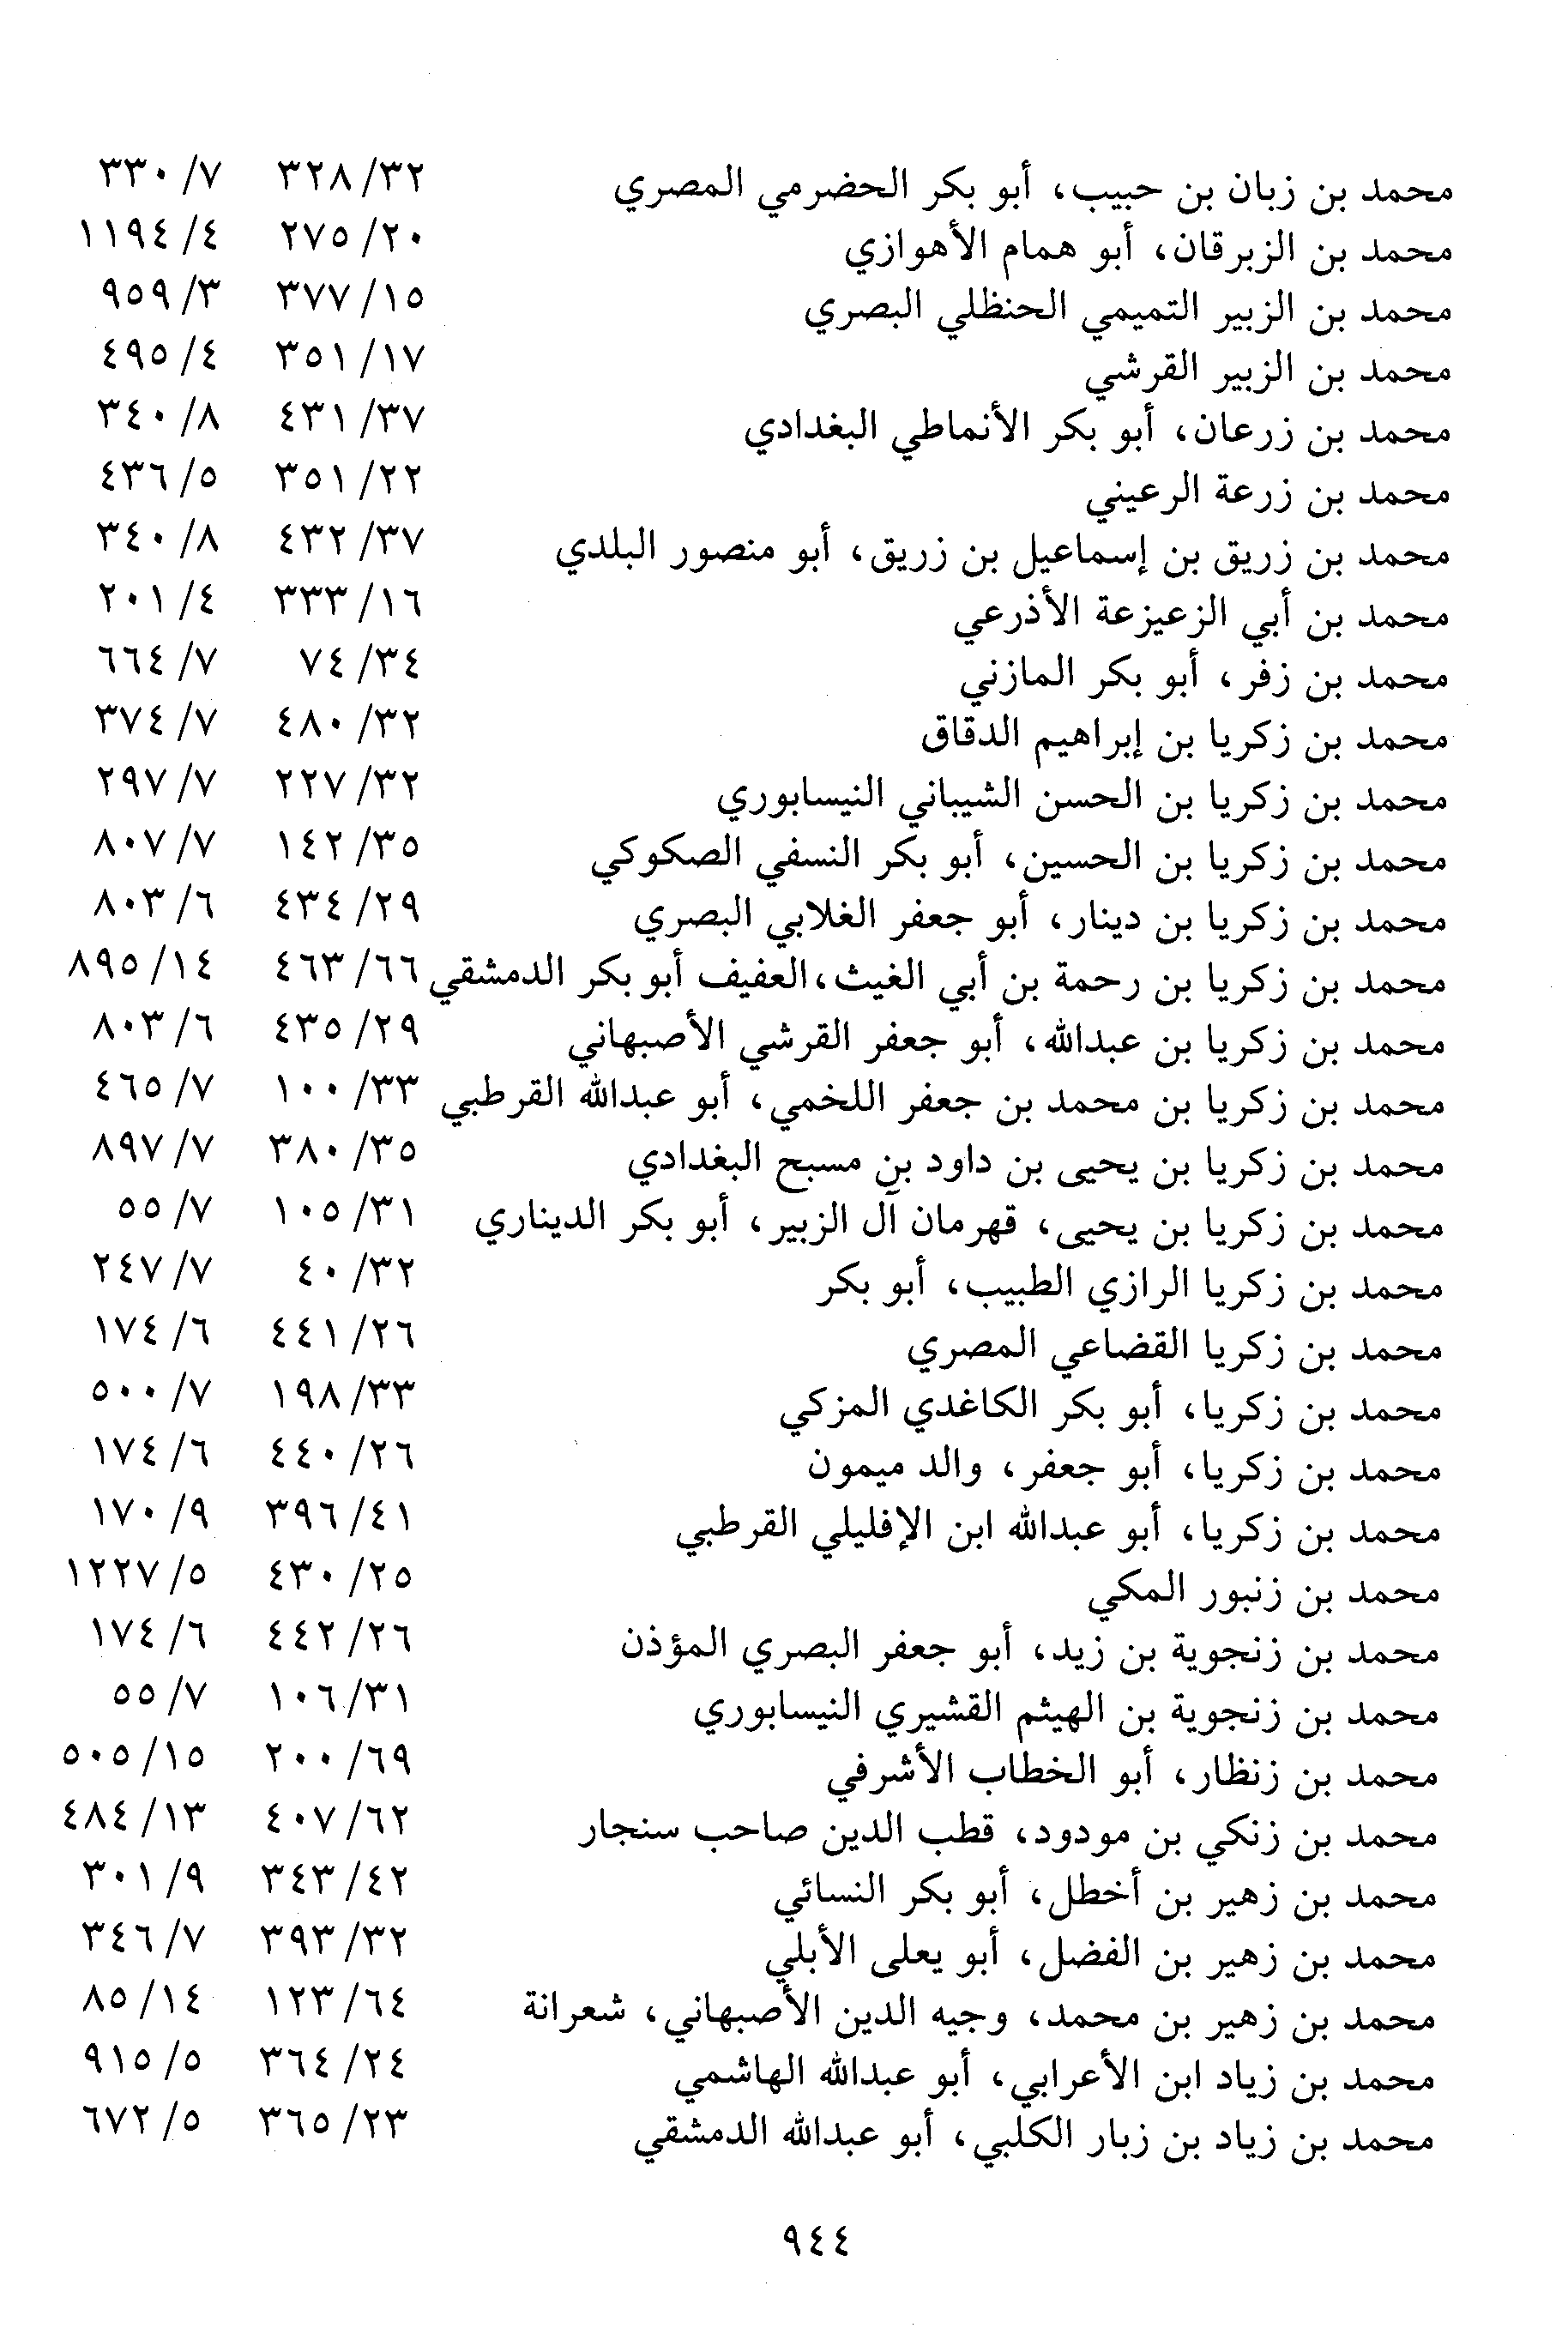 محمد بن زبان بن حبيب، أبو بكر الحضرمي المصري ٣٢/ ٣٢٨ ٧/ ٣٣٠
محمد بن الزبرقان، أبو همام الأهوازي ٢٠/ ٢٧٥ ٤/ ١١٩٤
محمد بن الزبير التميمي الحنظلي البصري ١٥/ ٣٧٧ ٣/ ٩٥٩
محمد بن الزبير القرشي ١٧/ ٣٥١ ٤/ ٤٩٥
محمد بن زرعان، أبو بكر الأنماطي البغدادي ٣٧/ ٤٣١ ٨/ ٣٤٠
محمد بن زرعة الرعيني ٢٢/ ٣٥١ ٥/ ٤٣٦
محمد بن زريق بن إسماعيل بن زريق، أبو منصور البلدي ٣٧/ ٤٣٢ ٨/ ٣٤٠
محمد بن أبي الزعيزعة الأذرعي ١٦/ ٣٣٣ ٤/ ٢٠١
محمد بن زفر، أبو بكر المازني ٣٤/ ٧٤ ٧/ ٦٦٤
محمد بن زكريا بن إبراهيم الدقاق ٣٢/ ٤٨٠ ٧/ ٣٧٤
محمد بن زكريا بن الحسن الشيباني النيسابوري ٣٢/ ٢٢٧ ٧/ ٢٩٧
محمد بن زكريا بن الحسين، أبو بكر النسفي الصكوكي ٣٥/ ١٤٢ ٧/ ٨٠٧
محمد بن زكريا بن دينار، أبو جعفر الغلابي البصري ٢٩/ ٤٣٤ ٦/ ٨٠٣
محمد بن زكريا بن رحمة بن أبي الغيث، العفيف أبو بكر الدمشقي ٦٦/ ٤٦٣ ١٤/ ٨٩٥
محمد بن زكريا بن عبدالله، أبو جعفر القرشي الأصبهاني ٢٩/ ٤٣٥ ٦/ ٨٠٣
محمد بن زكريا بن محمد بن جعفر اللخمي، أبو عبدالله القرطبي ٣٣/ ١٠٠ ٧/ ٤٦٥
محمد بن زكريا بن يحيى بن داود بن مسبح البغدادي ٣٥/ ٣٨٠ ٧/ ٨٩٧
محمد بن زكريا بن يحيى، قهرمان آل الزبير، أبو بكر الديناري ٣١/ ١٠٥ ٧/ ٥٥
محمد بن زكريا الرازي الطبيب، أبو بكر ٣٢/ ٤٠ ٧/ ٢٤٧
محمد بن زكريا القضاعي المصري ٢٦/ ٤٤١ ٦/ ١٧٤
محمد بن زكريا، أبو بكر الكاغدي المزكي ٣٣/ ١٩٨ ٧/ ٥٠٠
محمد بن زكريا، أبو جعفر، والد ميمون ٢٦/ ٤٤٠ ٦/ ١٧٤
محمد بن زكريا، أبو عبدالله ابن الإفليلي القرطبي ٤١/ ٣٩٦ ٩/ ١٧٠
محمد بن زنبور المكي ٢٥/ ٤٣٠ ٥/ ١٢٢٧
محمد بن زنجوية بن زيد، أبو جعفر البصري المؤذن ٢٦/ ٤٤٢ ٦/ ١٧٤
محمد بن زنجوية بن الهيثم القشيري النيسابوري ٣١/ ١٠٦ ٧/ ٥٥
محمد بن زنظار، أبو الخطاب الأشرفي ٦٩/ ٢٠٠ ١٥/ ٥٠٥
محمد بن زنكي بن مودود، قطب الدين صاحب سنجار ٦٢/ ٤٠٧ ١٣/ ٤٨٤
محمد بن زهير بن أخطل، أبو بكر النسائي ٤٢/ ٣٤٣ ٩/ ٣٠١
محمد بن زهير بن الفضل، أبو يعلى الأبلي ٣٢/ ٣٩٣ ٧/ ٣٤٦
محمد بن زهير بن محمد، وجيه الدين الأصبهاني، شعرانة ٦٤/ ١٢٣ ١٤/ ٨٥
محمد بن زياد ابن الأعرابي، أبو عبدالله الهاشمي ٢٤/ ٣٦٤ ٥/ ٩١٥
محمد بن زياد بن زبار الكلبي، أبو عبدالله الدمشقي ٢٣/ ٣٦٥ ٥/ ٦٧٢
٩٤٤